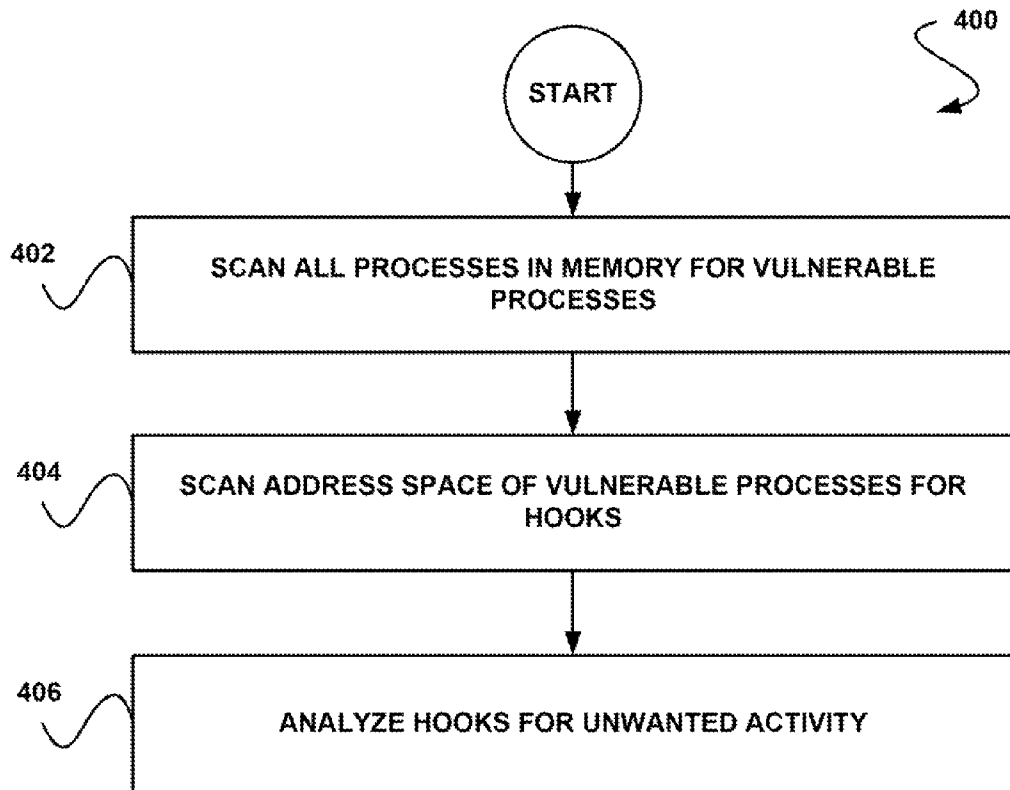 400
START
402
SCAN ALL PROCESSES IN MEMORY FOR VULNERABLE
PROCESSES
404
SCAN ADDRESS SPACE OF VULNERABLE PROCESSES FOR
HOOKS
406
ANALYZE HOOKS FOR UNWANTED ACTIVITY